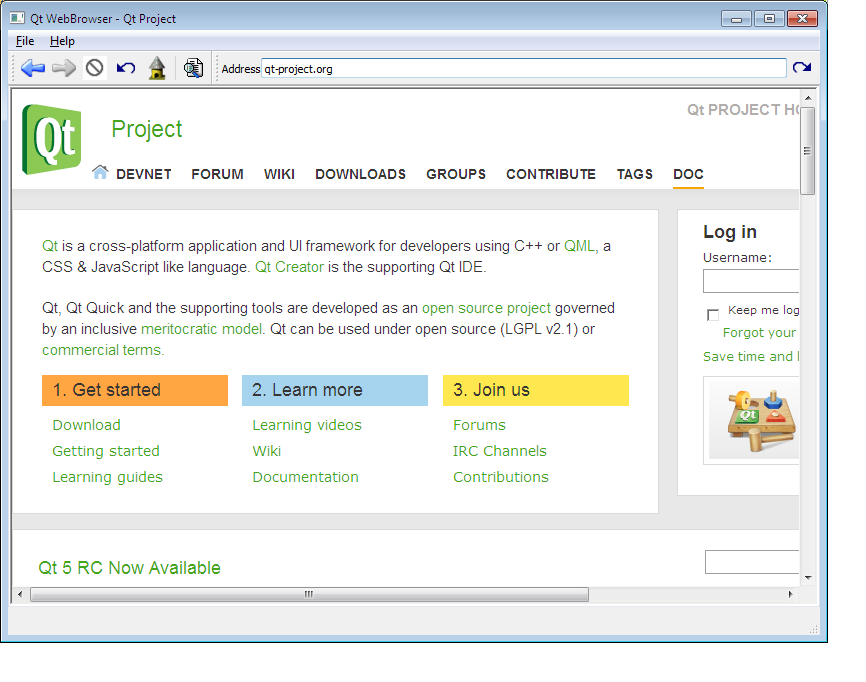 Qt WebBrowser - Qt Project
File Help
Address qt-project.org
Qt PROJECT HO
Qt Project
DEVNET FORUM WIKI DOWNLOADS GROUPS CONTRIBUTE TAGS DOC
Qt is a cross-platform application and UI framework for developers using C++ or QML, a
CSS & JavaScript like language. Qt Creator is the supporting Qt IDE.
Qt, Qt Quick and the supporting tools are developed as an open source project governed
by an inclusive meritocratic model. Qt can be used under open source (LGPL v2.1) or
commercial terms.
1. Get started
Download
Getting started
Learning guides
2. Learn more
Learning videos
Wiki
Documentation
3. Join us
Forums
IRC Channels
Contributions
Log in
Username:
Keep me log
Forgot your
Save time and
Qt
Qt 5 RC Now Available